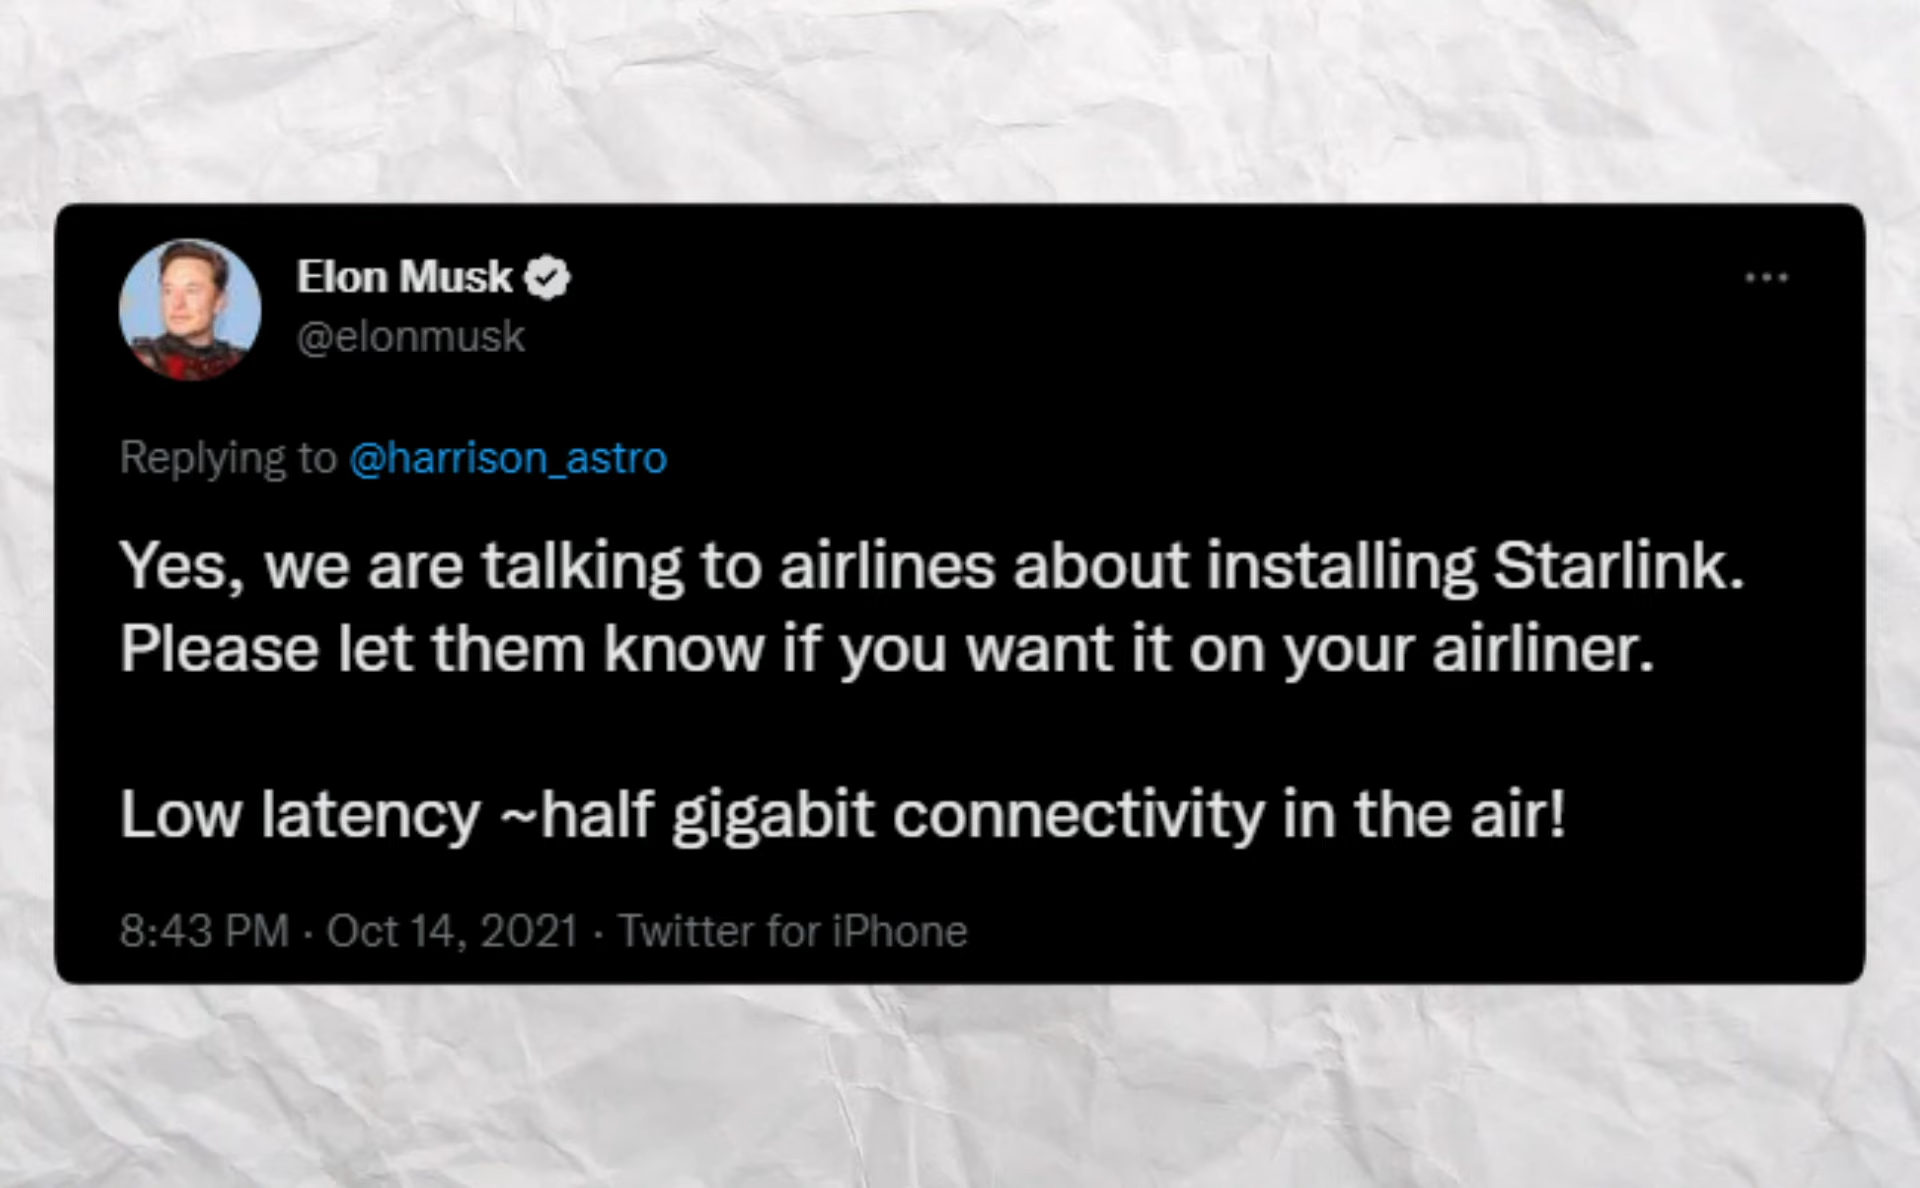 Elon Musk
@elonmusk
Replying to @harrison_astro
Yes, we are talking to airlines about installing Starlink.
Please let them know if you want it on your airliner.
Low latency ~half gigabit connectivity in the air!
8:43 PM · Oct 14, 2021 · Twitter for iPhone